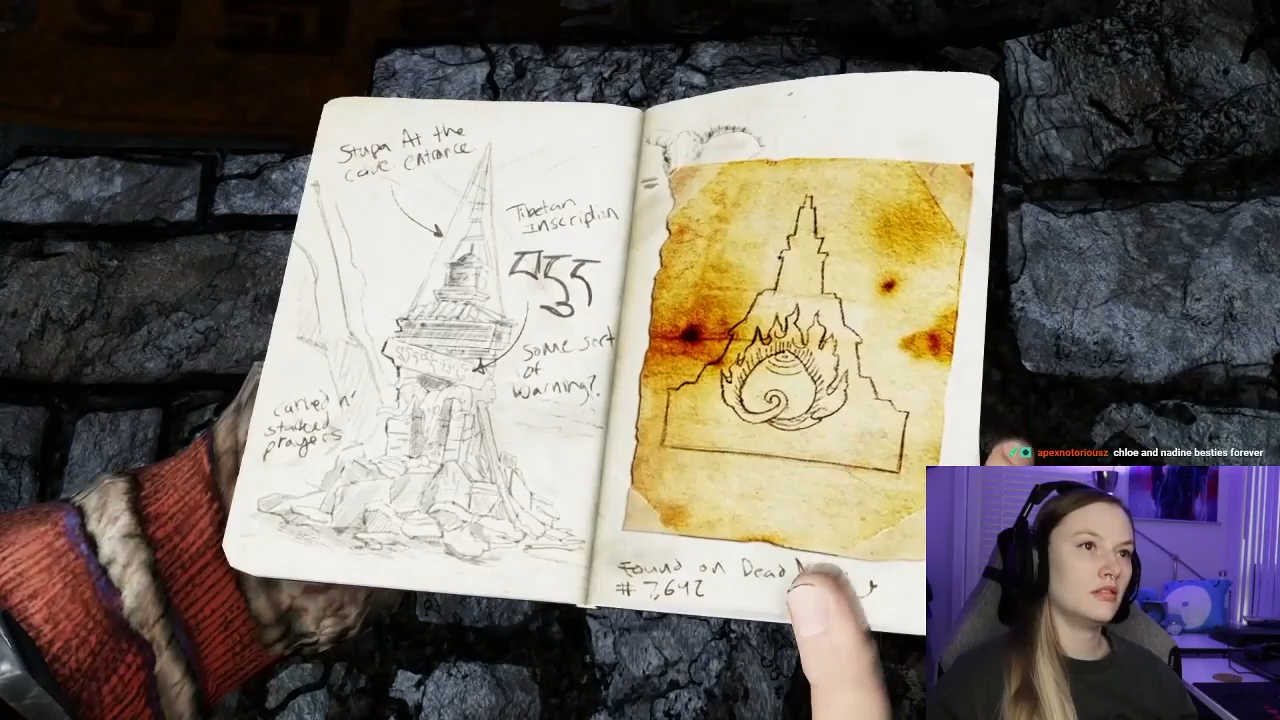 Stupa At the
cave entrance
Tibetan
Inscription
Some sort
of
warning?
carved n'
stacked
prayers
Found on Dead
# 7,642
apexnotoriousz chloe and nadine besties forever